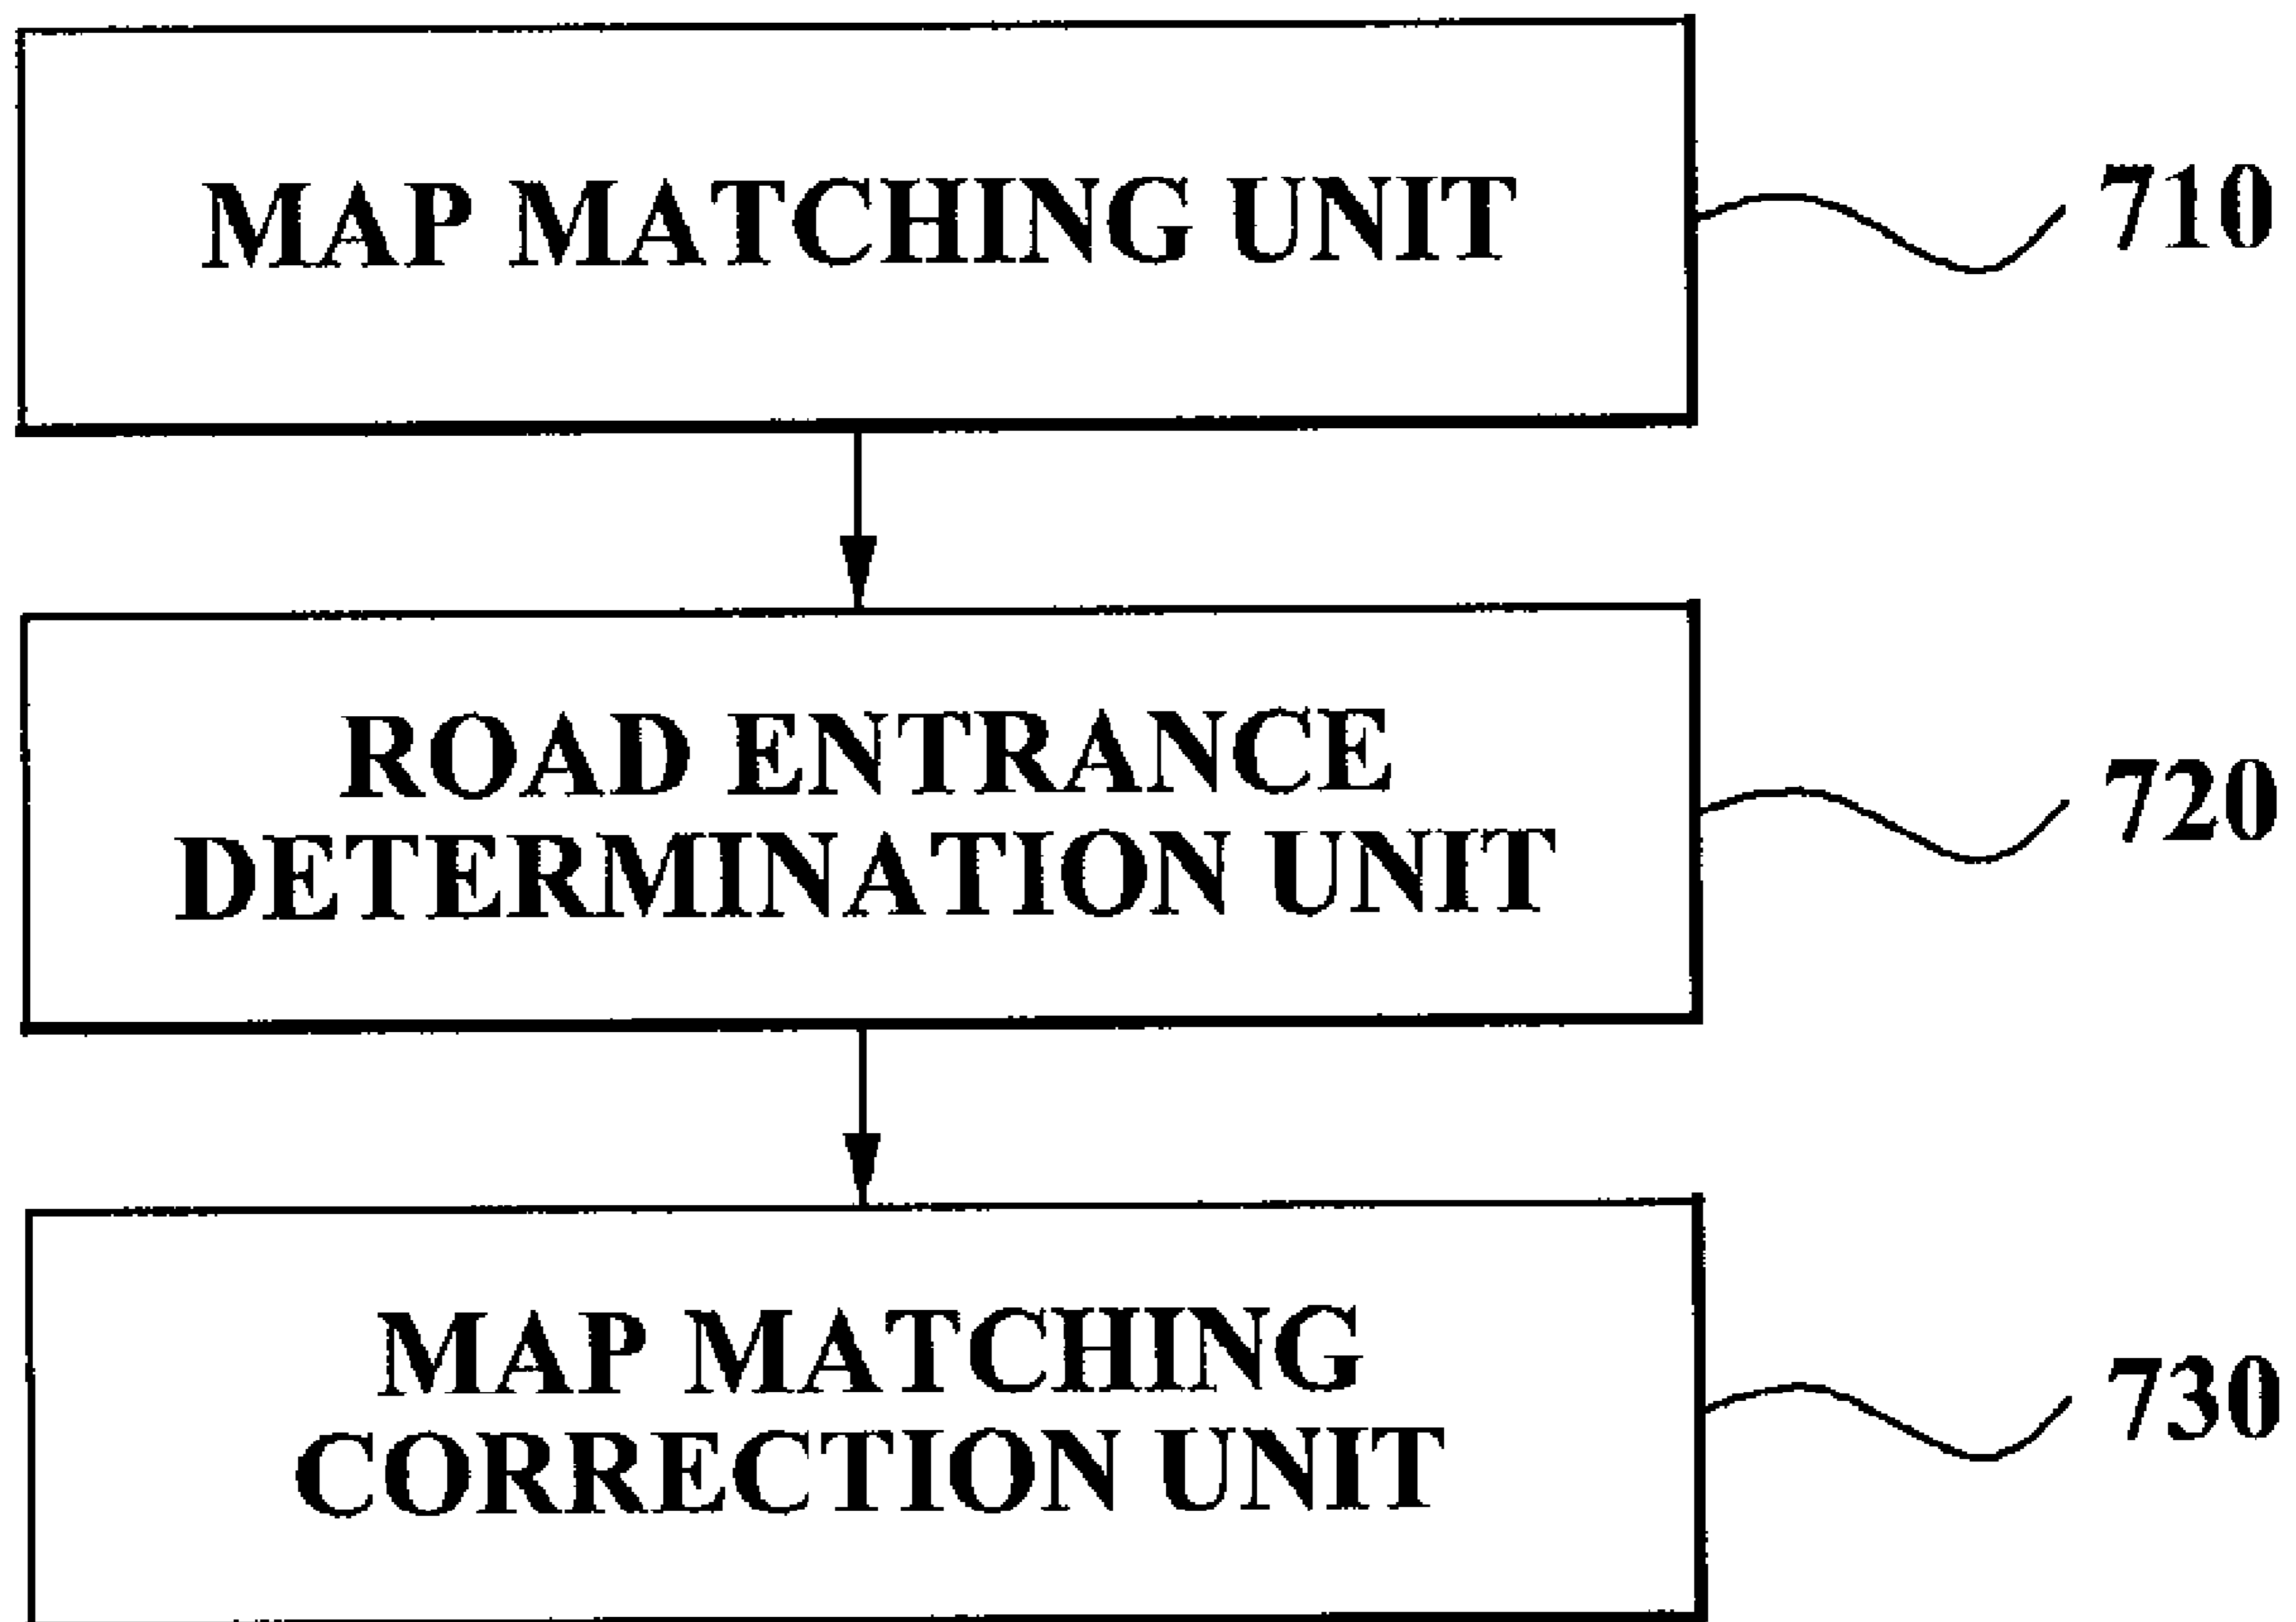 MAP MATCHING UNIT
710
ROAD ENTRANCE
DETERMINATION UNIT
720
MAP MATCHING
CORRECTION UNIT
730